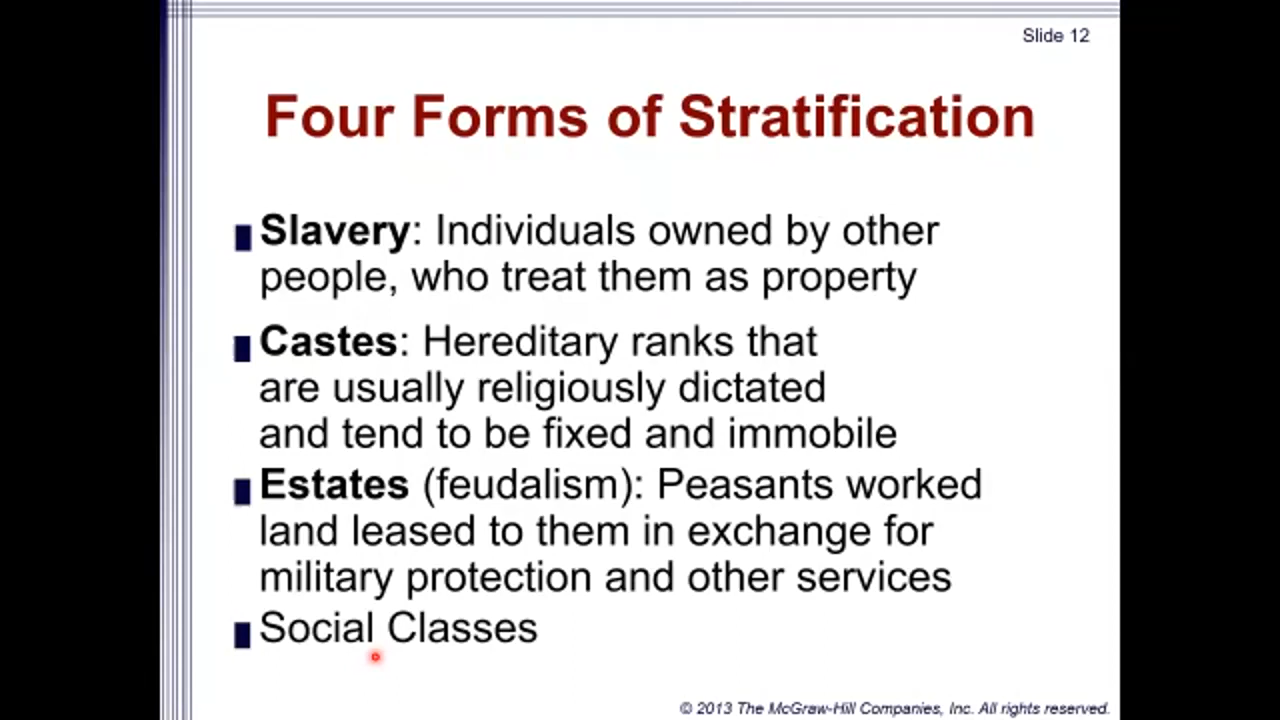 Slide 12
Four Forms of Stratification
Slavery: Individuals owned by other
people, who treat them as property
Castes: Hereditary ranks that
are usually religiously dictated
and tend to be fixed and immobile
Estates (feudalism): Peasants worked
land leased to them in exchange for
military protection and other services
Social Classes
© 2013 The McGraw-Hill Companies, Inc. All rights reserved.